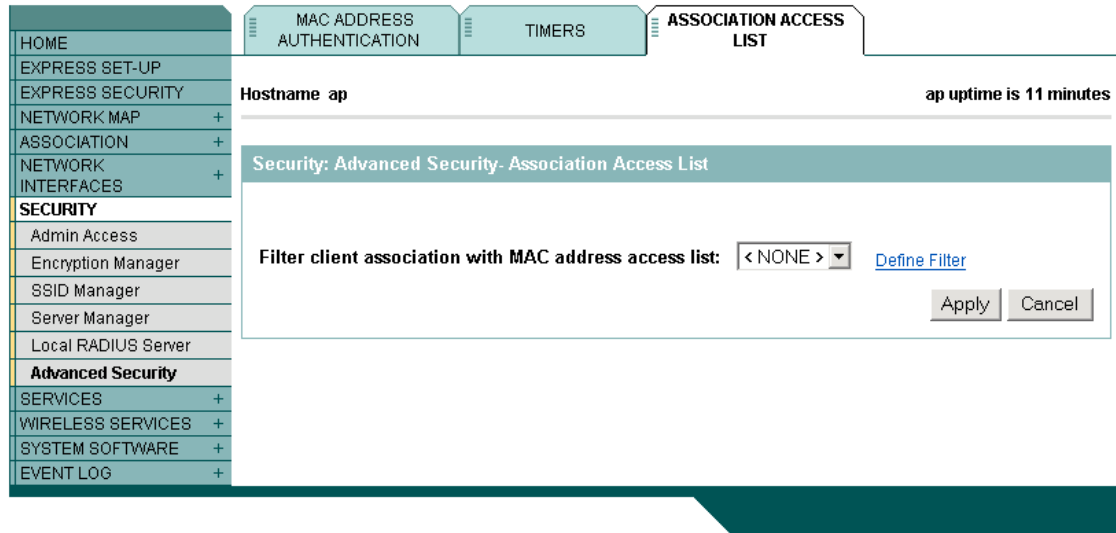 MAC ADDRESS
AUTHENTICATION
TIMERS
ASSOCIATION ACCESS
LIST
HOME
EXPRESS SET-UP
EXPRESS SECURITY
NETWORK MAP +
ASSOCIATION +
NETWORK
INTERFACES +
SECURITY
Admin Access
Encryption Manager
SSID Manager
Server Manager
Local RADIUS Server
Advanced Security
SERVICES +
WIRELESS SERVICES +
SYSTEM SOFTWARE +
EVENT LOG +
Hostname ap
ap uptime is 11 minutes
Security: Advanced Security- Association Access List
Filter client association with MAC address access list: < NONE > Define Filter
Apply Cancel